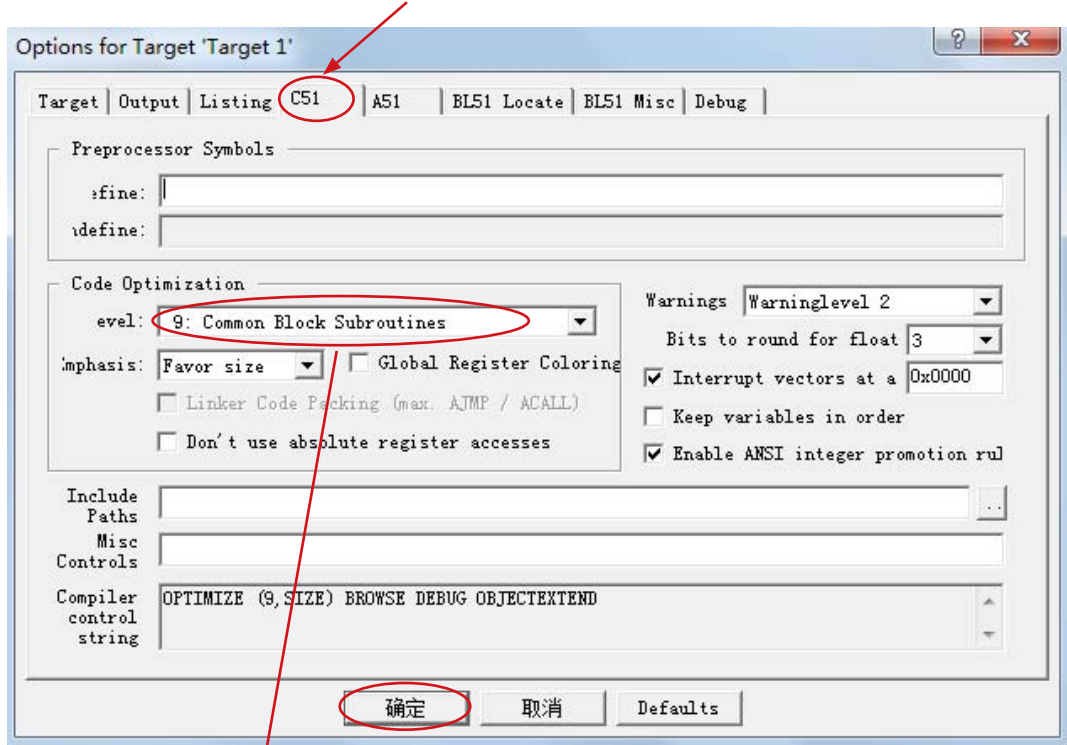 Options for Target 'Target 1'
Target Output Listing C51 A51 BL51 Locate BL51 Misc Debug
Preprocessor Symbols
efine:
define:
Code Optimization
evel: 9: Common Block Subroutines
mphasis: Favor size Global Register Coloring
Linker Code Packing (max. AJMP / ACALL)
Don't use absolute register accesses
Warnings Warninglevel 2
Bits to round for float 3
Interrupt vectors at a 0x0000
Keep variables in order
Enable ANSI integer promotion rul
Include
Paths
..
Misc
Controls
Compiler
control
string
OPTIMIZE (9,SIZE) BROWSE DEBUG OBJECTEXTEND
确定 取消 Defaults